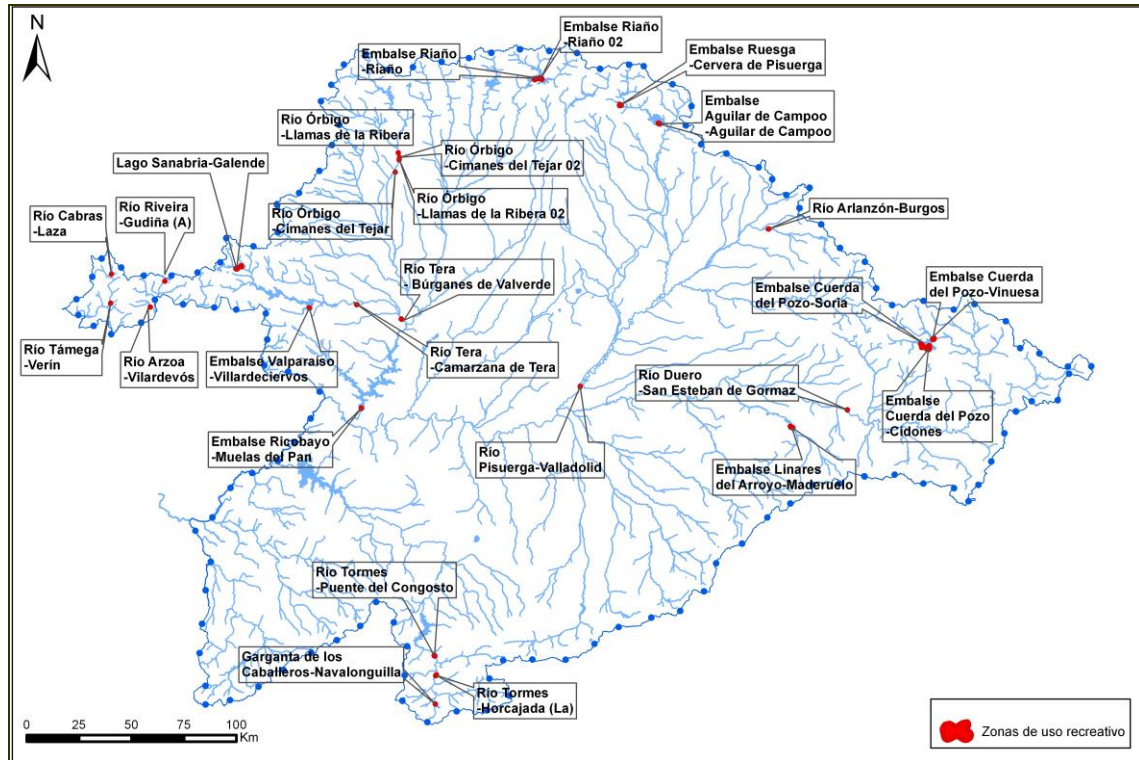 N
Embalse Riaño
-Riaño 02
Embalse Riaño
-Riaño
Embalse Ruesga
-Cervera de Pisuerga
Embalse
Aguilar de Campoo
-Aguilar de Campoo
Río Órbigo
-Llamas de la Ribera
Río Órbigo
-Cimanes del Tejar 02
Lago Sanabria-Galende
Río Órbigo
-Llamas de la Ribera 02
Río Órbigo
-Cimanes del Tejar
Río Riveira
-Gudiña (A)
Río Cabras
-Laza
Río Arlanzón-Burgos
Río Tera
- Búrganes de Valverde
Embalse Cuerda
del Pozo-Vinuesa
Embalse Cuerda
del Pozo-Soria
Río Támega
-Verín
Río Arzoa
-Vilardevós
Embalse Valparaiso
-Villardeciervos
Río Tera
-Camarzana de Tera
Río Duero
-San Esteban de Gormaz
Embalse
Cuerda del Pozo
-Cidones
Embalse Ricobayo
-Muelas del Pan
Río
Pisuerga-Valladolid
Embalse Linares
del Arroyo-Maderuelo
Río Tormes
-Puente del Congosto
Garganta de los
Caballeros-Navalonguilla
Río Tormes
-Horcajada (La)
0 25 50 75 100
Km
Zonas de uso recreativo